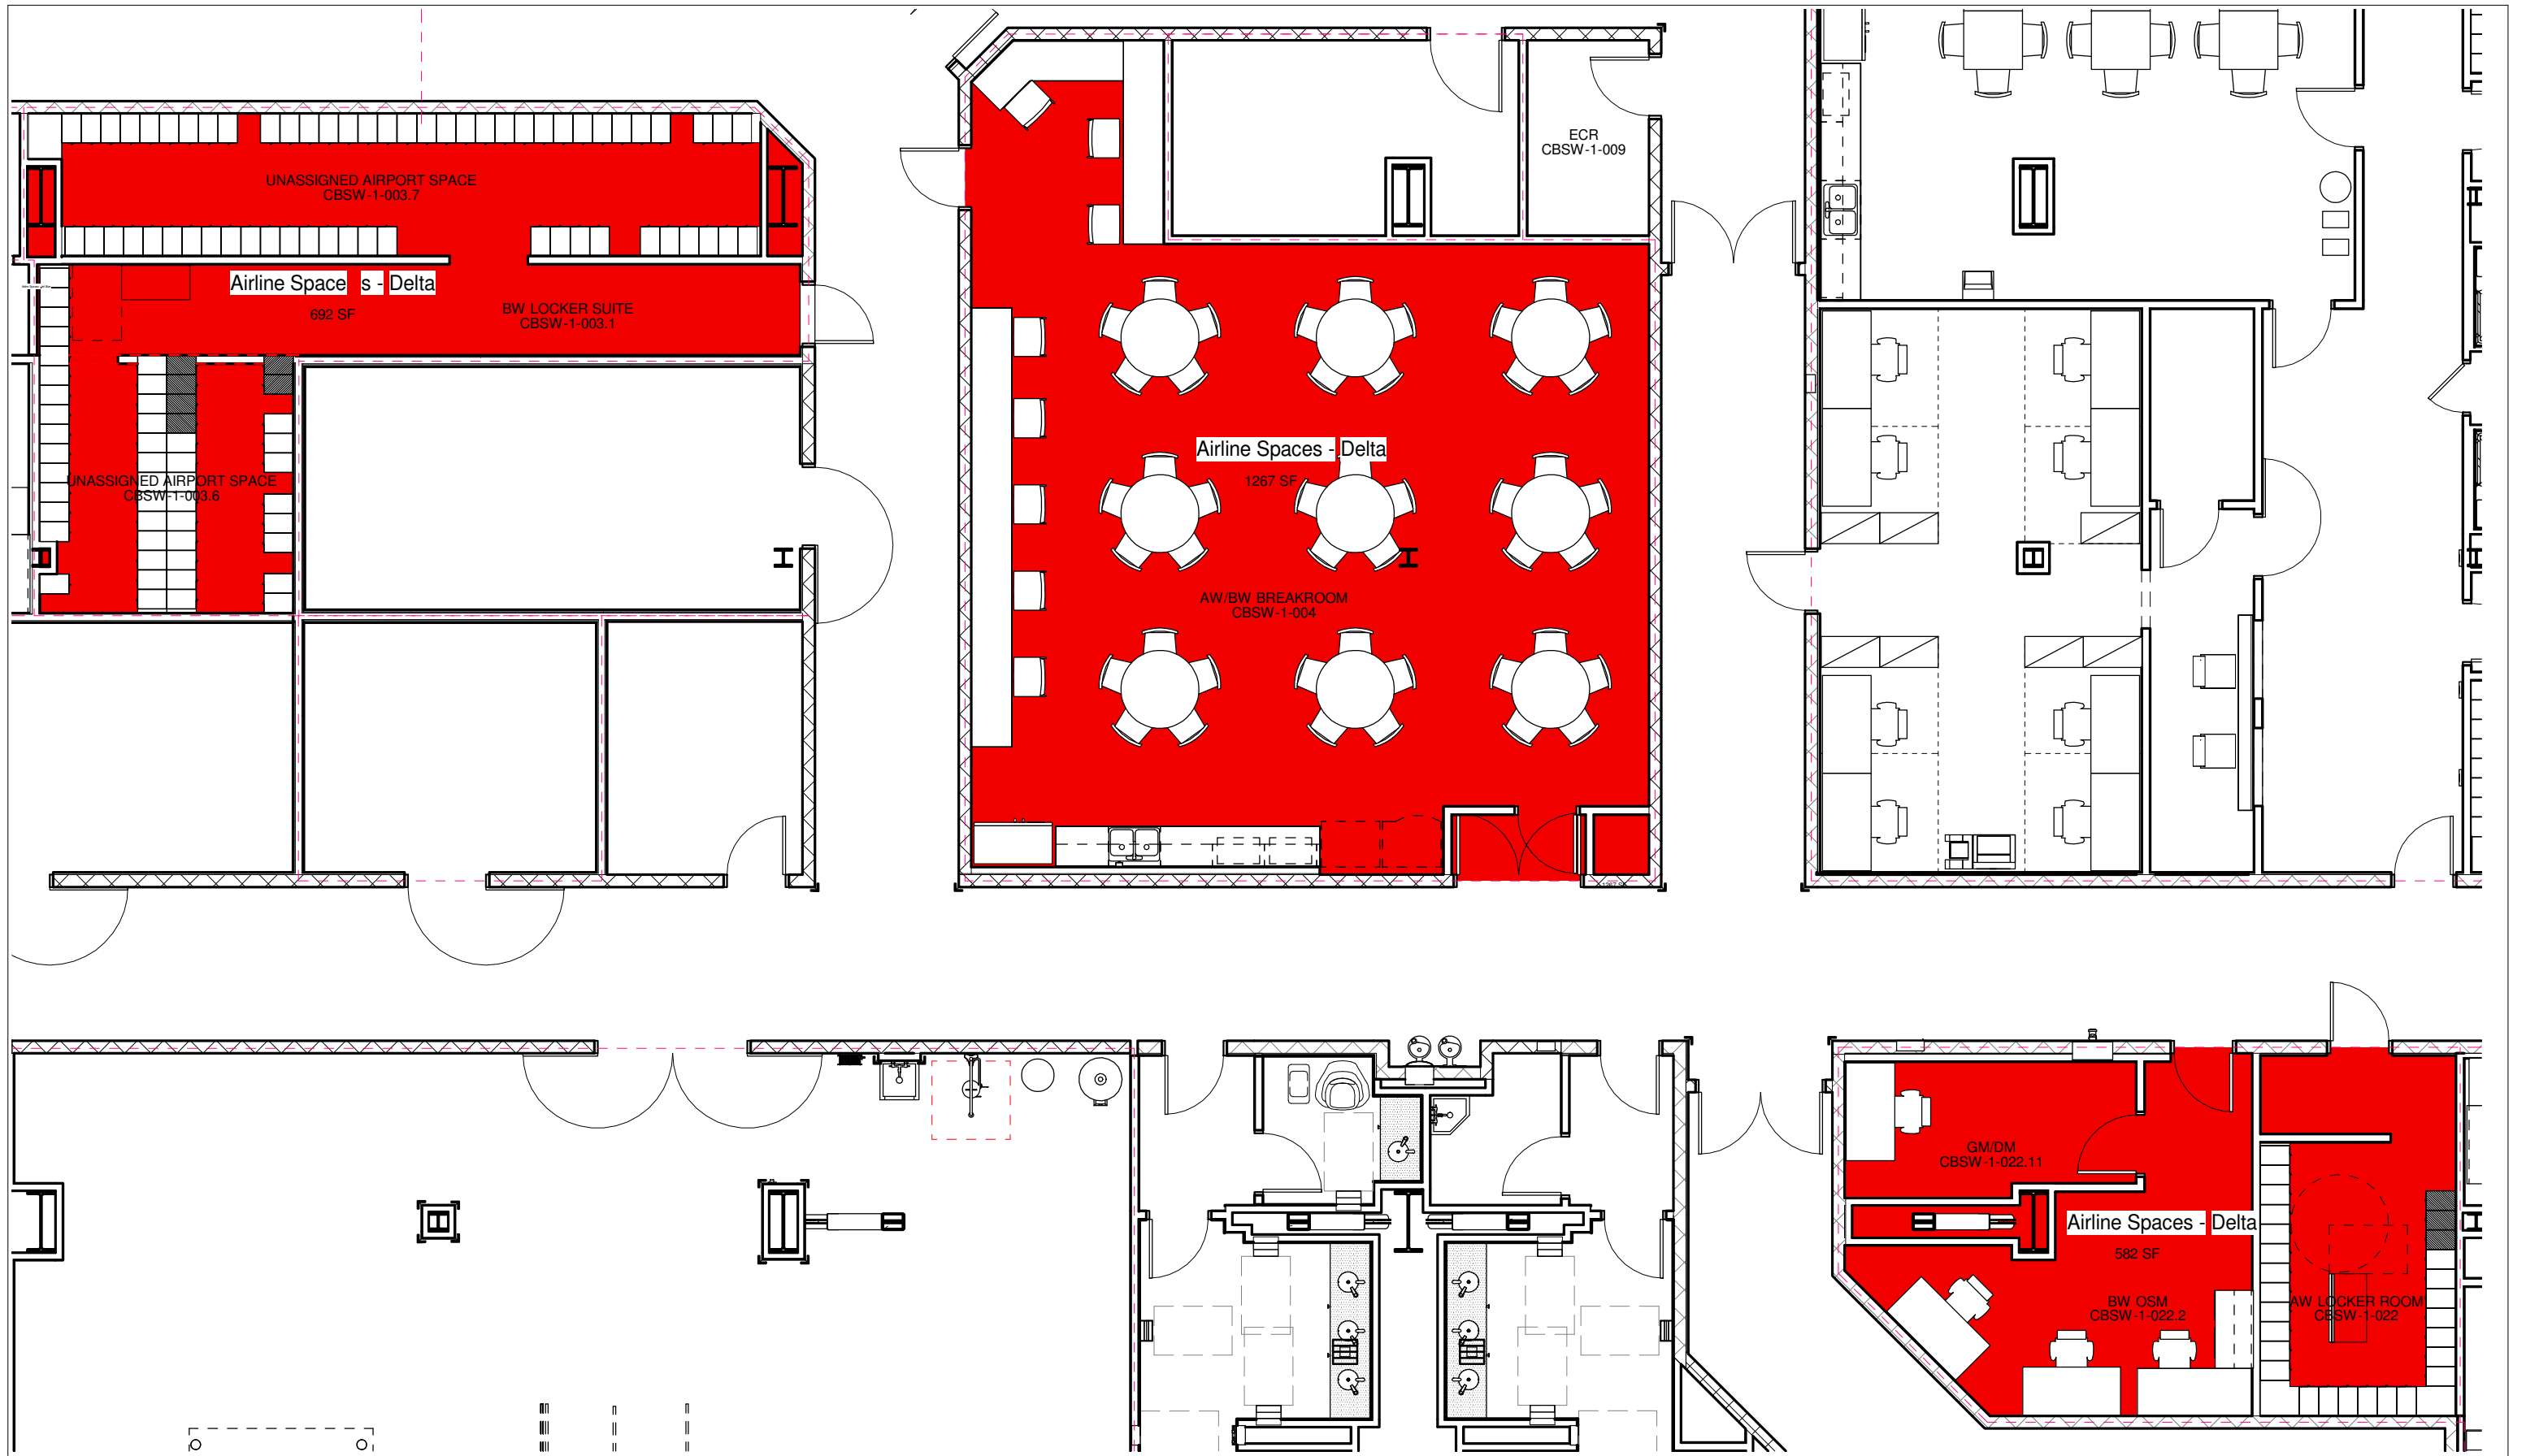 UNASSIGNED AIRPORT SPACE
CBSW-1-003.7
Airline Space s - Delta
692 SF
BW LOCKER SUITE
CBSW-1-003.1
UNASSIGNED AIRPORT SPACE
CBSW-1-003.6
ECR
CBSW-1-009
Airline Spaces - Delta
1267 SF
AW/BW BREAKROOM
CBSW-1-004
GM/DM
CBSW-1-022.11
Airline Spaces - Delta
582 SF
BW OSM
CBSW-1-022.2
AW LOCKER ROOM
CBSW-1-022